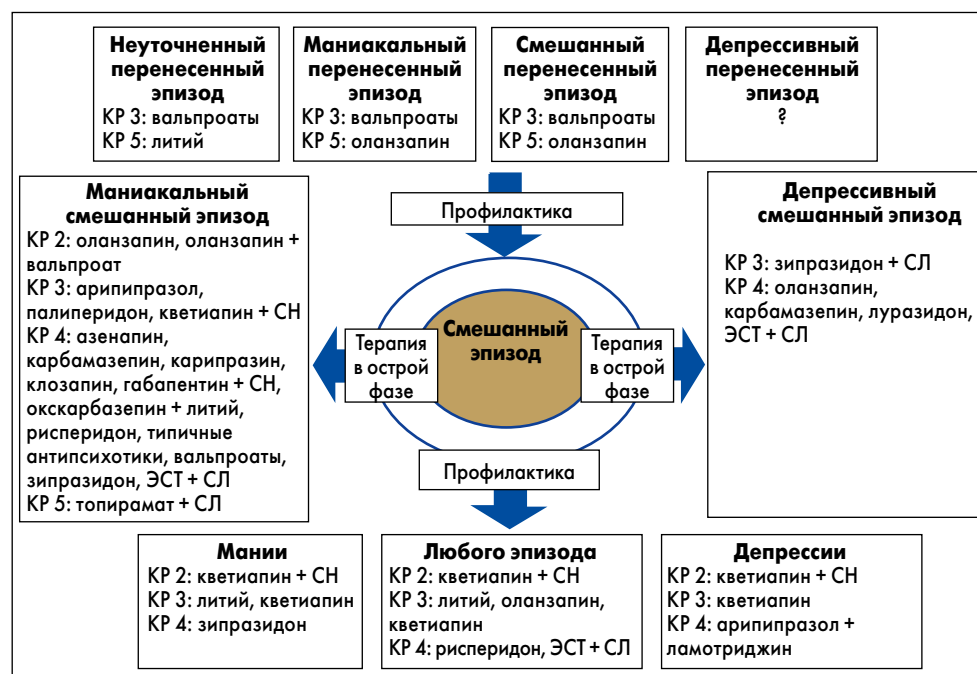 Неуточненный
перенесенный
эпизод
КР 3: вальпроаты
КР 5: литий
Маниакальный
перенесенный
эпизод
КР 3: вальпроаты
КР 5: оланзапин
Смешанный
перенесенный
эпизод
КР 3: вальпроаты
КР 5: оланзапин
Депрессивный
перенесенный
эпизод
?
Профилактика
Маниакальный
смешанный эпизод
КР 2: оланзапин, оланзапин +
вальпроат
КР 3: арипипразол,
палиперидон, кветиапин + СН
КР 4: азенапин,
карбамазепин, карипразин,
клозапин, габапентин + СН,
окскарбазепин + литий,
рисперидон, типичные
антипсихотики, вальпроаты,
зипразидон, ЭСТ + СЛ
КР 5: топирамат + СЛ
Терапия
в острой
фазе
Смешанный
эпизод
Терапия
в острой
фазе
Депрессивный
смешанный эпизод
КР 3: зипразидон + СЛ
КР 4: оланзапин,
карбамазепин, луразидон,
ЭСТ + СЛ
Профилактика
Мании
КР 2: кветиапин + СН
КР 3: литий, кветиапин
КР 4: зипразидон
Любого эпизода
КР 2: кветиапин + СН
КР 3: литий, оланзапин,
кветиапин
КР 4: рисперидон, ЭСТ + СЛ
Депрессии
КР 2: кветиапин + СН
КР 3: кветиапин
КР 4: арипипразол +
ламотриджин